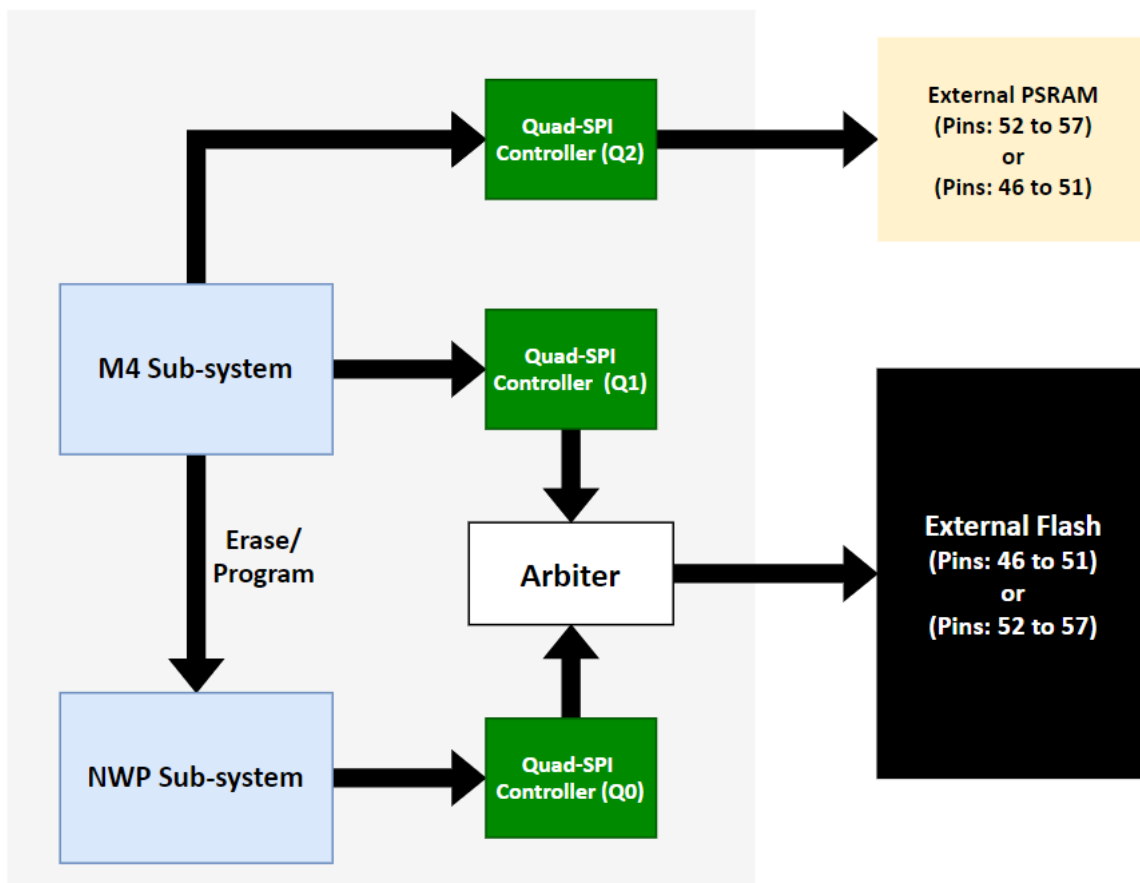 Quad-SPI
Controller (Q2)
External PSRAM
(Pins: 52 to 57)
or
(Pins: 46 to 51)
M4 Sub-system
Quad-SPI
Controller (Q1)
Erase/
Program
Arbiter
External Flash
(Pins: 46 to 51)
or
(Pins: 52 to 57)
NWP Sub-system
Quad-SPI
Controller (Q0)